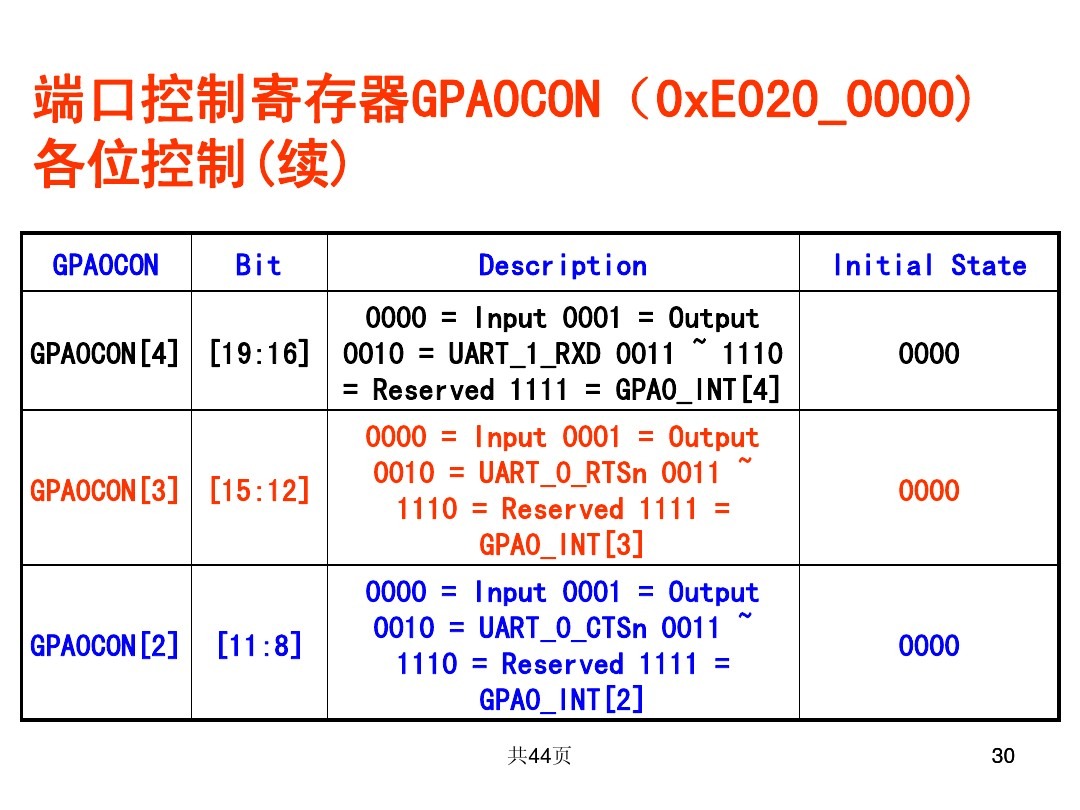 端口控制寄存器GPA0CON（0xE020_0000)
各位控制(续)
GPA0CON Bit Description Initial State
0000 = Input 0001 = Output
GPA0CON[4] [19:16] 0010 = UART_1_RXD 0011 ~ 1110 0000
= Reserved 1111 = GPA0_INT[4]
0000 = Input 0001 = Output
0010 = UART_0_RTSn 0011 ~
GPA0CON[3] [15:12] 0000
1110 = Reserved 1111 =
GPA0_INT[3]
0000 = Input 0001 = Output
0010 = UART_0_CTSn 0011 ~
GPA0CON[2] [11:8] 0000
1110 = Reserved 1111 =
GPA0_INT[2]
共44页 30